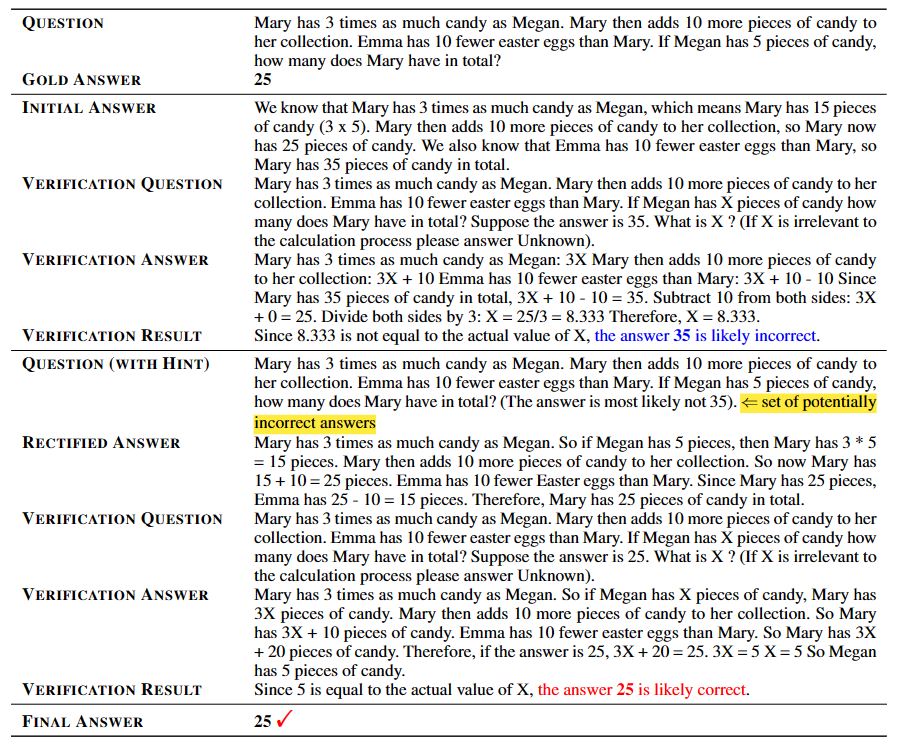 QUESTION Mary has 3 times as much candy as Megan. Mary then adds 10 more pieces of candy to
her collection. Emma has 10 fewer easter eggs than Mary. If Megan has 5 pieces of candy,
how many does Mary have in total?
GOLD ANSWER 25
INITIAL ANSWER We know that Mary has 3 times as much candy as Megan, which means Mary has 15 pieces
of candy (3 x 5). Mary then adds 10 more pieces of candy to her collection, so Mary now
has 25 pieces of candy. We also know that Emma has 10 fewer easter eggs than Mary, so
Mary has 35 pieces of candy in total.
VERIFICATION QUESTION Mary has 3 times as much candy as Megan. Mary then adds 10 more pieces of candy to her
collection. Emma has 10 fewer easter eggs than Mary. If Megan has X pieces of candy how
many does Mary have in total? Suppose the answer is 35. What is X ? (If X is irrelevant to
the calculation process please answer Unknown).
VERIFICATION ANSWER Mary has 3 times as much candy as Megan: 3X Mary then adds 10 more pieces of candy
to her collection: 3X + 10 Emma has 10 fewer easter eggs than Mary: 3X + 10 - 10 Since
Mary has 35 pieces of candy in total, 3X + 10 - 10 = 35. Subtract 10 from both sides: 3X
+ 0 = 25. Divide both sides by 3: X = 25/3 = 8.333 Therefore, X = 8.333.
VERIFICATION RESULT Since 8.333 is not equal to the actual value of X, the answer 35 is likely incorrect.
QUESTION (WITH HINT) Mary has 3 times as much candy as Megan. Mary then adds 10 more pieces of candy to
her collection. Emma has 10 fewer easter eggs than Mary. If Megan has 5 pieces of candy,
how many does Mary have in total? (The answer is most likely not 35). ⇐ set of potentially
incorrect answers
RECTIFIED ANSWER Mary has 3 times as much candy as Megan. So if Megan has 5 pieces, then Mary has 3 * 5
= 15 pieces. Mary then adds 10 more pieces of candy to her collection. So now Mary has
15 + 10 = 25 pieces. Emma has 10 fewer Easter eggs than Mary. Since Mary has 25 pieces,
Emma has 25 - 10 = 15 pieces. Therefore, Mary has 25 pieces of candy in total.
VERIFICATION QUESTION Mary has 3 times as much candy as Megan. Mary then adds 10 more pieces of candy to her
collection. Emma has 10 fewer easter eggs than Mary. If Megan has X pieces of candy how
many does Mary have in total? Suppose the answer is 25. What is X ? (If X is irrelevant to
the calculation process please answer Unknown).
VERIFICATION ANSWER Mary has 3 times as much candy as Megan. So if Megan has X pieces of candy, Mary has
3X pieces of candy. Mary then adds 10 more pieces of candy to her collection. So Mary
has 3X + 10 pieces of candy. Emma has 10 fewer easter eggs than Mary. So Mary has 3X
+ 20 pieces of candy. Therefore, if the answer is 25, 3X + 20 = 25. 3X = 5 X = 5 So Megan
has 5 pieces of candy.
VERIFICATION RESULT Since 5 is equal to the actual value of X, the answer 25 is likely correct.
FINAL ANSWER 25 ✓